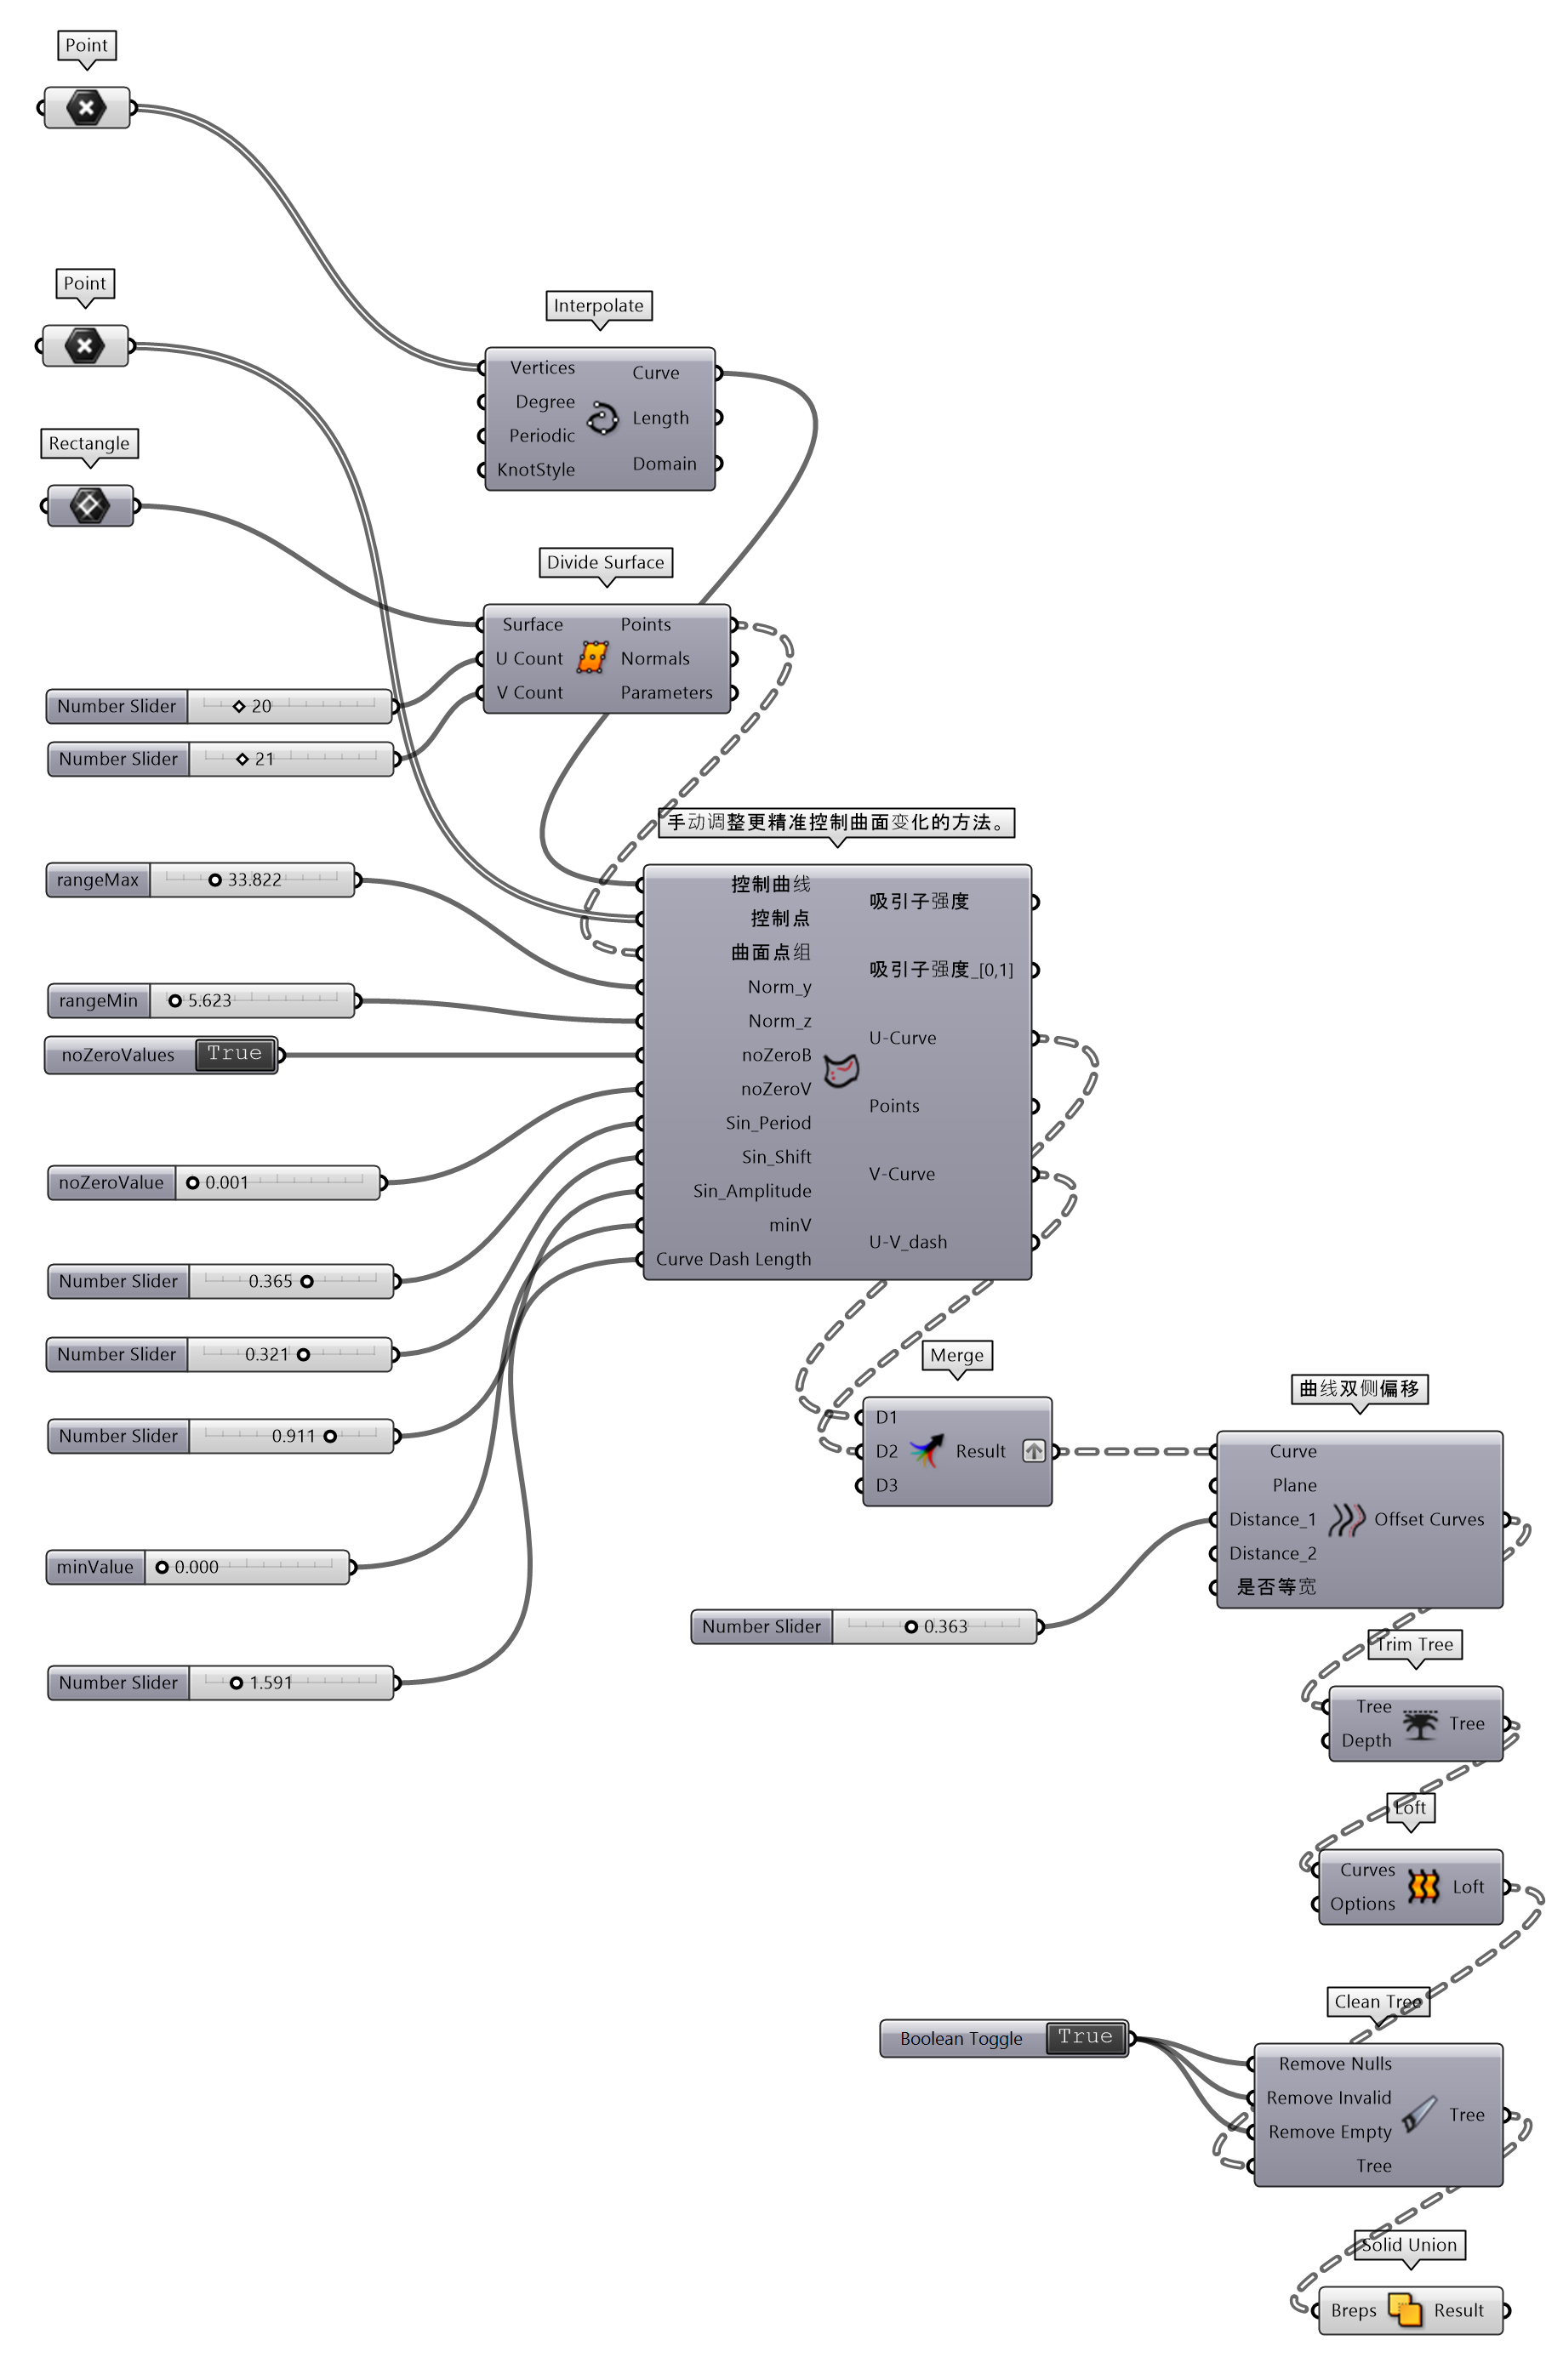 Point
Point
Interpolate
Vertices
Degree
Periodic
KnotStyle
Curve
Length
Domain
Rectangle
Divide Surface
Surface
U Count
V Count
Points
Normals
Parameters
Number Slider 20
Number Slider 21
手动调整更精准控制曲面变化的方法。
rangeMax 33.822
rangeMin 5.623
noZeroValues True
noZeroValue 0.001
Number Slider 0.365
Number Slider 0.321
Number Slider 0.911
minValue 0.000
Number Slider 1.591
控制曲线
控制点
曲面点组
Norm_y
Norm_z
noZeroB
noZeroV
Sin_Period
Sin_Shift
Sin_Amplitude
minV
Curve Dash Length
吸引子强度
吸引子强度_[0,1]
U-Curve
Points
V-Curve
U-V_dash
Merge
D1
D2
D3
Result
曲线双侧偏移
Curve
Plane
Distance_1
Distance_2
是否等宽
Offset Curves
Number Slider 0.363
Trim Tree
Tree
Depth
Tree
Loft
Curves
Options
Loft
Clean Tree
Boolean Toggle True
Remove Nulls
Remove Invalid
Remove Empty
Tree
Tree
Solid Union
Breps
Result